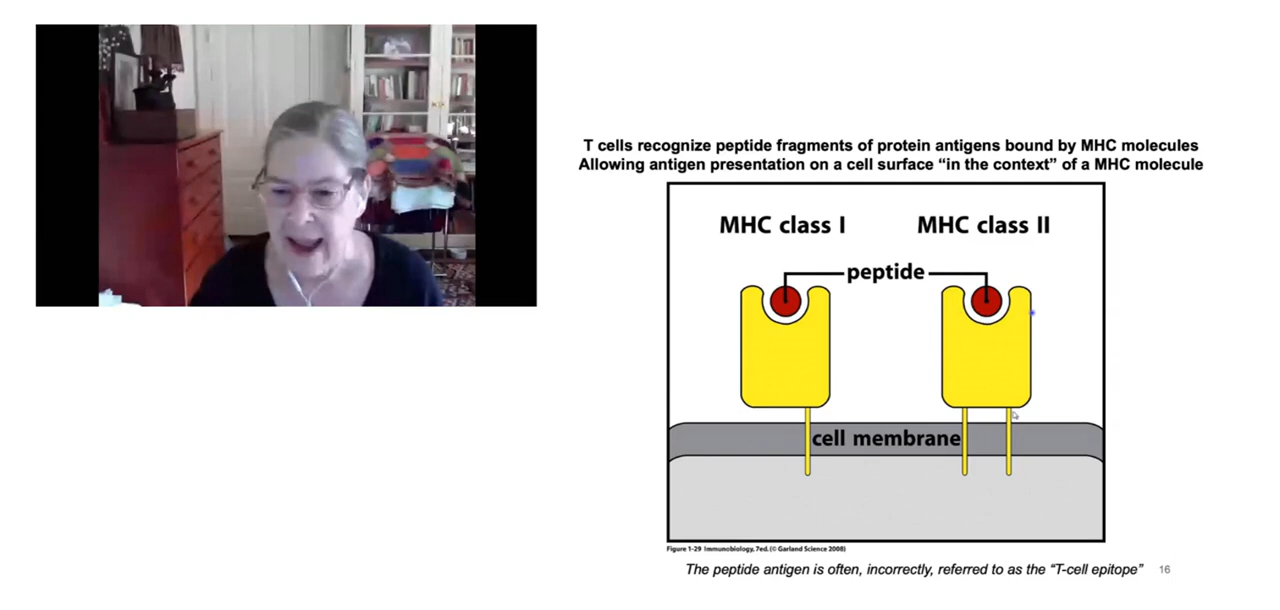 T cells recognize peptide fragments of protein antigens bound by MHC molecules
Allowing antigen presentation on a cell surface “in the context” of a MHC molecule
MHC class I MHC class II
peptide
cell membrane
Figure 1-29 Immunobiology, 7ed. (© Garland Science 2008)
The peptide antigen is often, incorrectly, referred to as the “T-cell epitope” 16